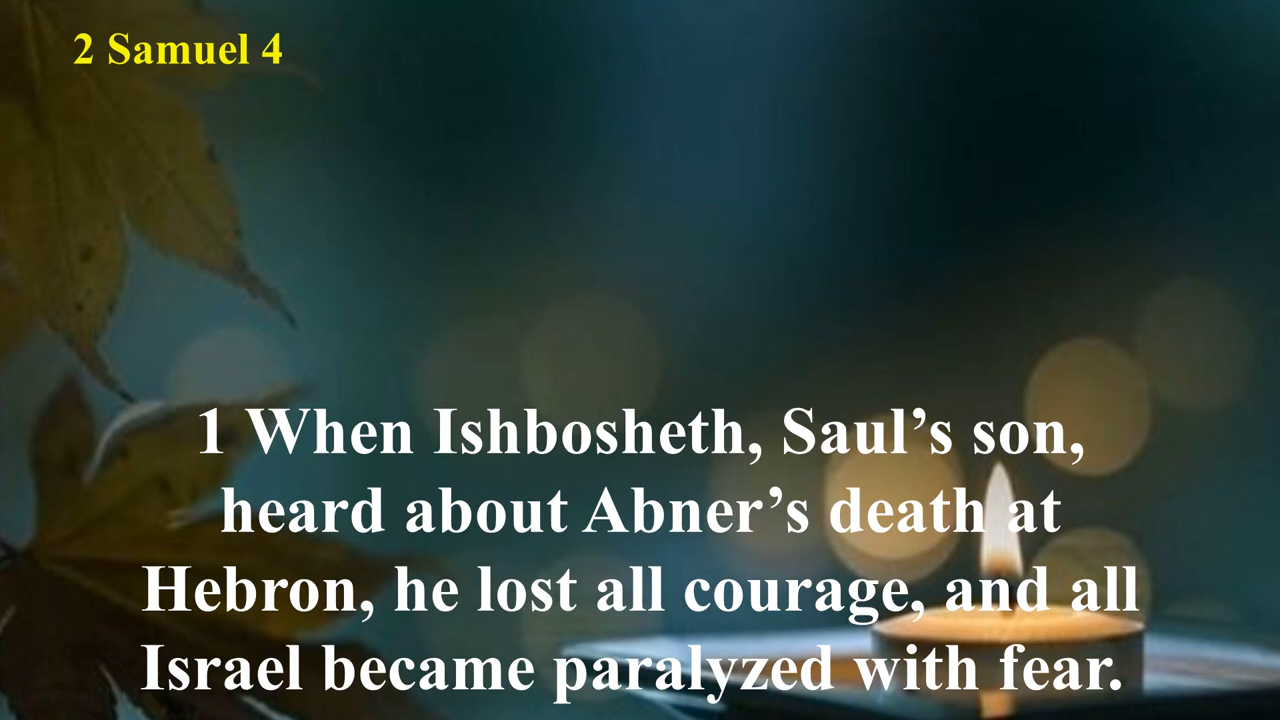 2 Samuel 4
1 When Ishbosheth, Saul’s son,
heard about Abner’s death at
Hebron, he lost all courage, and all
Israel became paralyzed with fear.